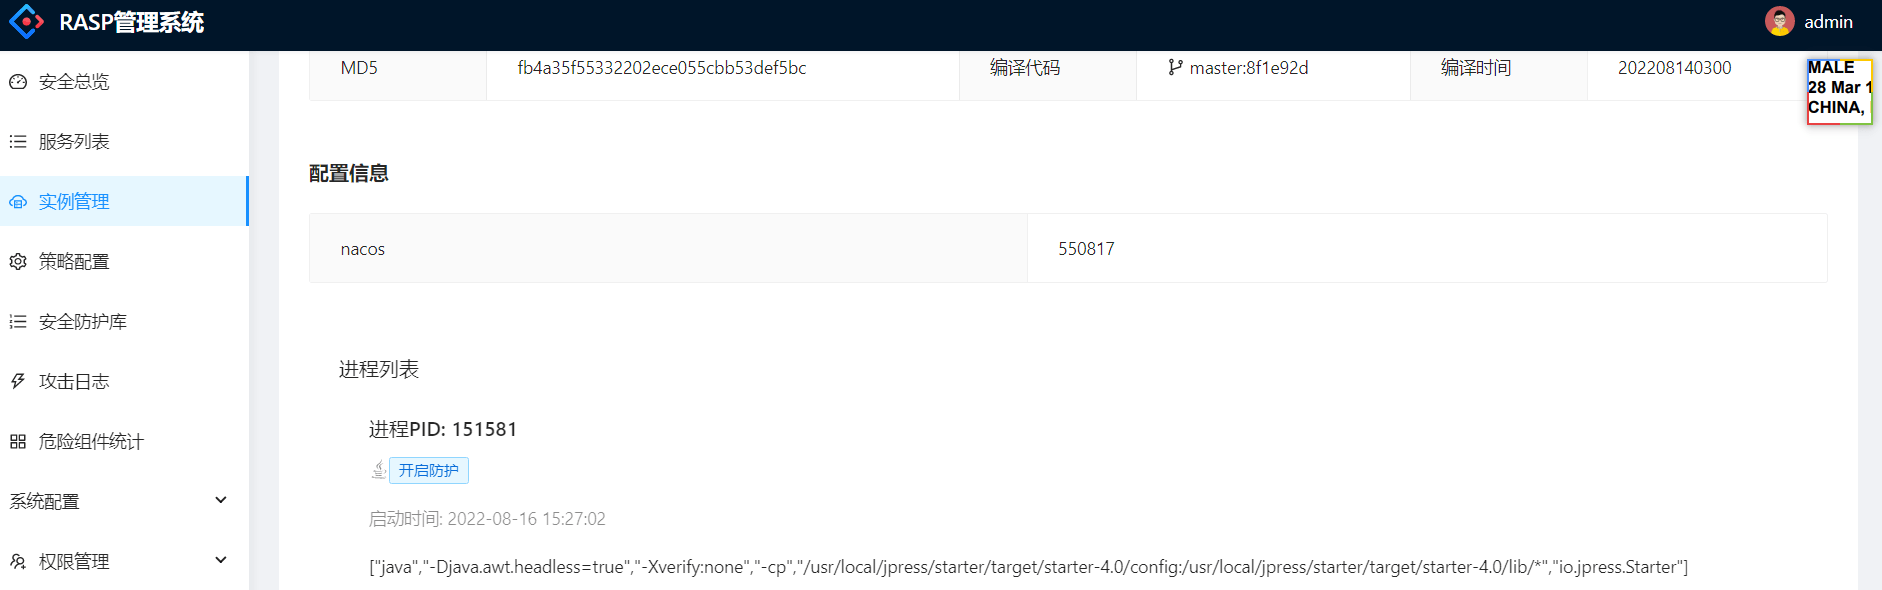 RASP管理系统
admin
安全总览
服务列表
实例管理
策略配置
安全防护库
攻击日志
危险组件统计
系统配置
权限管理
MD5 fb4a35f55332202ece055cbb53def5bc 编译代码 master:8f1e92d 编译时间 202208140300
MALE
28 Mar 1
CHINA,
配置信息
nacos 550817
进程列表
进程PID: 151581
开启防护
启动时间: 2022-08-16 15:27:02
["java","-Djava.awt.headless=true","-Xverify:none","-cp","/usr/local/jpress/starter/target/starter-4.0/config:/usr/local/jpress/starter/target/starter-4.0/lib/*","io.jpress.Starter"]